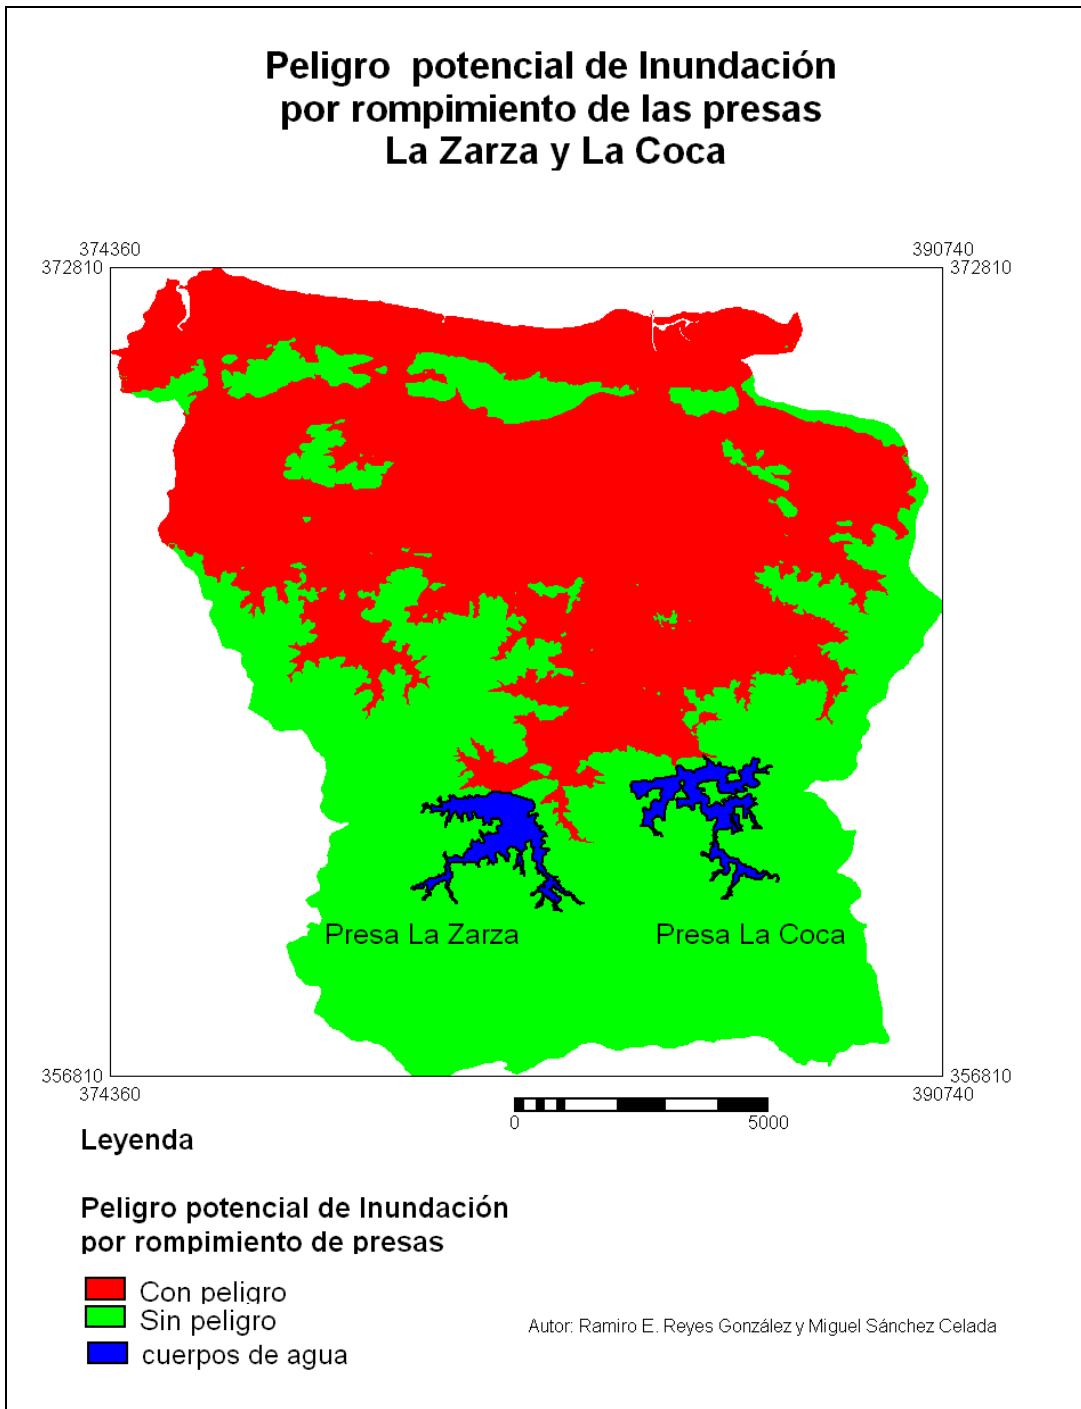 Peligro potencial de Inundación
por rompimiento de las presas
La Zarza y La Coca
374360
390740
372810
372810
Presa La Zarza
Presa La Coca
356810
356810
374360
390740
0
5000
Leyenda
Peligro potencial de Inundación
por rompimiento de presas
Con peligro
Sin peligro
cuerpos de agua
Autor: Ramiro E. Reyes González y Miguel Sánchez Celada